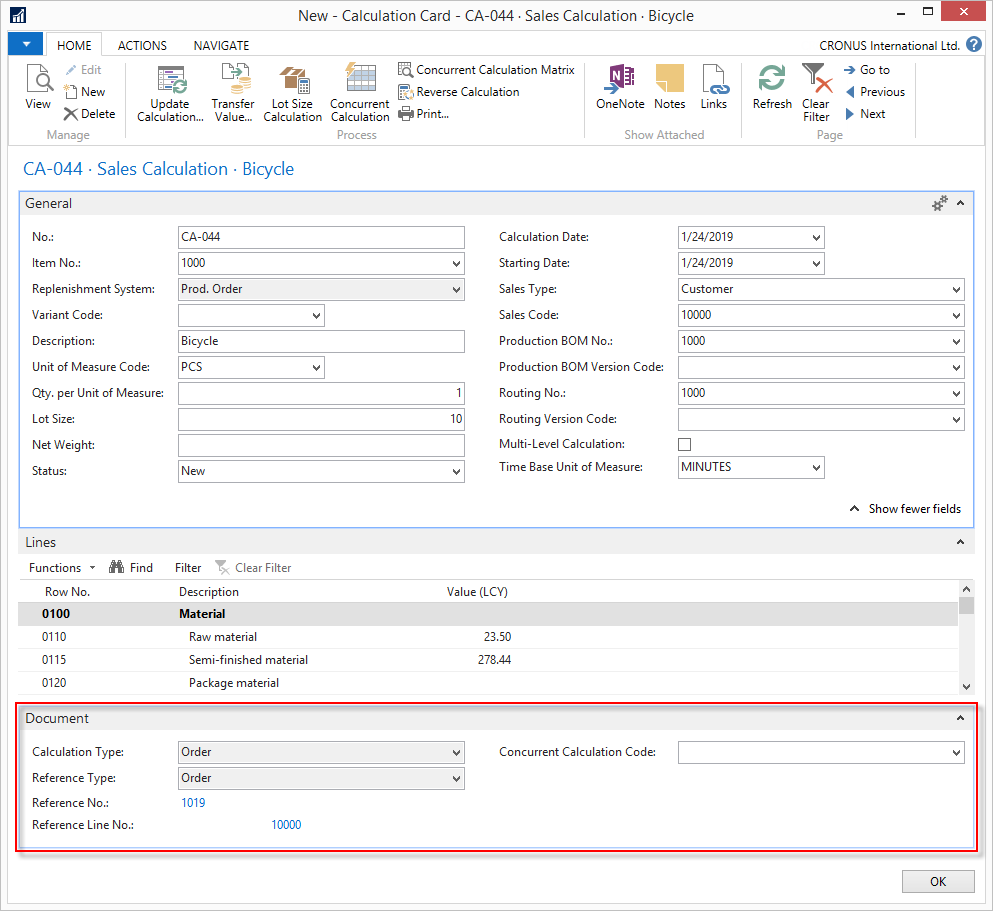 New - Calculation Card - CA-044 · Sales Calculation · Bicycle
HOME ACTIONS NAVIGATE CRONUS International Ltd. ?
View
Edit
New
Delete
Manage
Update Calculation...
Transfer Value...
Lot Size Calculation
Concurrent Calculation
Concurrent Calculation Matrix
Reverse Calculation
Print...
Process
OneNote
Notes
Links
Show Attached
Refresh
Clear Filter
Go to
Previous
Next
Page
CA-044 · Sales Calculation · Bicycle
General
No.: CA-044
Item No.: 1000
Replenishment System: Prod. Order
Variant Code:
Description: Bicycle
Unit of Measure Code: PCS
Qty. per Unit of Measure: 1
Lot Size: 10
Net Weight:
Status: New
Calculation Date: 1/24/2019
Starting Date: 1/24/2019
Sales Type: Customer
Sales Code: 10000
Production BOM No.: 1000
Production BOM Version Code:
Routing No.: 1000
Routing Version Code:
Multi-Level Calculation:
Time Base Unit of Measure: MINUTES
Show fewer fields
Lines
Functions Find Filter Clear Filter
Row No. Description Value (LCY)
0100 Material
0110 Raw material 23.50
0115 Semi-finished material 278.44
0120 Package material
Document
Calculation Type: Order
Reference Type: Order
Reference No.: 1019
Reference Line No.: 10000
Concurrent Calculation Code:
OK